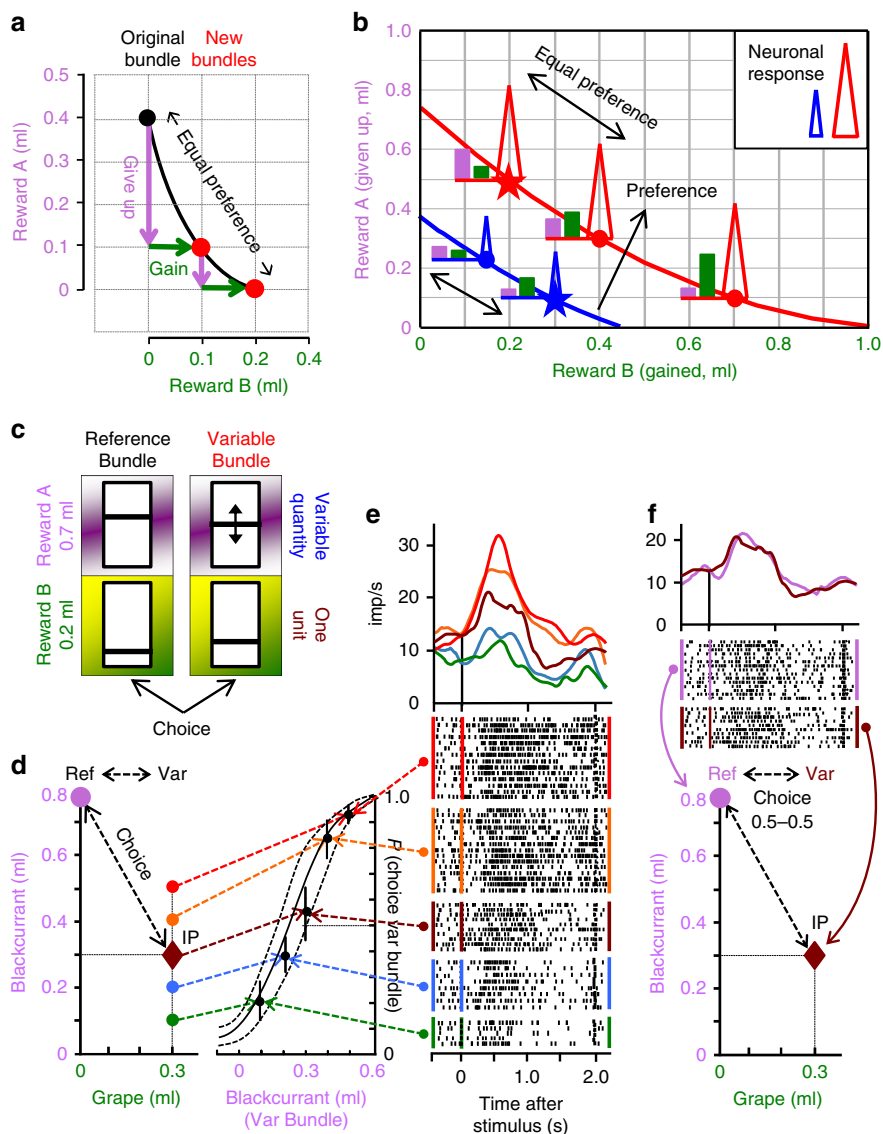 a
Original bundle
New bundles
Reward A (ml)
0.5
0.4
0.3
0.2
0.1
0
Give up
Equal preference
Gain
0
0.1
0.2
0.4
Reward B (ml)
b
Reward A (given up, ml)
1.0
0.8
0.6
0.4
0.2
0
Equal preference
Preference
Neuronal response
0
0.2
0.4
0.6
0.8
1.0
Reward B (gained, ml)
c
Reference Bundle
Variable Bundle
Reward A 0.7 ml
Variable quantity
Reward B 0.2 ml
One unit
Choice
d
Ref
Var
Blackcurrant (ml)
0.8
0.6
0.4
0.2
0
Choice
IP
0
0.3
Grape (ml)
1.0
P (choice var bundle)
0
0
0.3
0.6
Blackcurrant (ml)
(Var Bundle)
e
imp/s
30
20
10
0
0
1.0
2.0
Time after
stimulus (s)
f
20
10
0
Ref
Var
Choice
0.5–0.5
Blackcurrant (ml)
0.8
0.6
0.4
0.2
0
IP
0
0.3
Grape (ml)